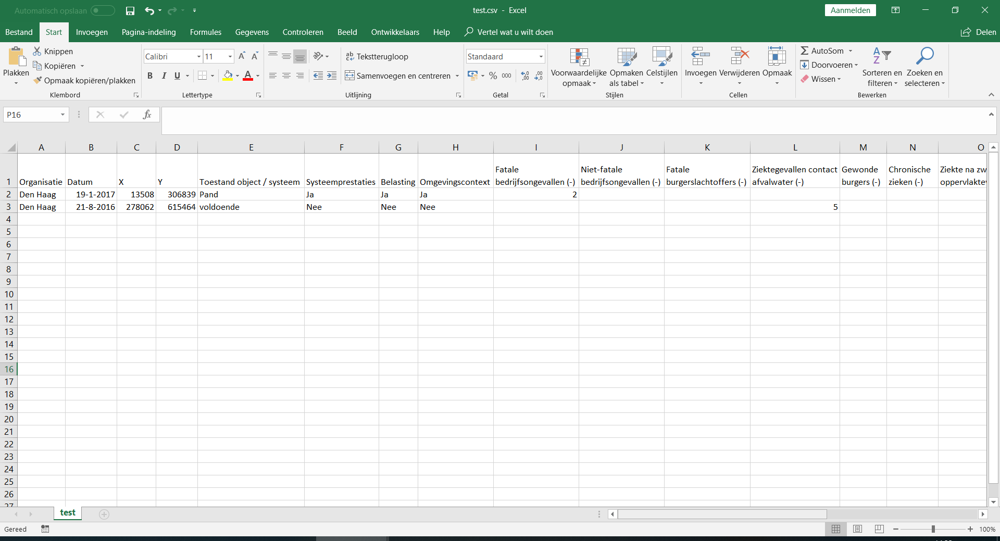 Automatisch opslaan
test.csv - Excel
Aanmelden
Bestand Start Invoegen Pagina-indeling Formules Gegevens Controleren Beeld Ontwikkelaars Help Vertel wat u wilt doen Delen
Plakken
Knippen
Kopiëren
Opmaak kopiëren/plakken
Klembord
Calibri 11
B I U
Lettertype
Tekstterugloop
Samenvoegen en centreren
Uitlijning
Standaard
% 000
Getal
Voorwaardelijke opmaak
Opmaken als tabel
Celstijlen
Stijlen
Invoegen Verwijderen Opmaak
Cellen
AutoSom
Doorvoeren
Wissen
Sorteren en filteren
Zoeken en selecteren
Bewerken
P16 fx
A B C D E F G H I J K L M N O
1 Organisatie Datum X Y Toestand object / systeem Systeemprestaties Belasting Omgevingscontext Fatale bedrijfsongevallen (-) Niet-fatale bedrijfsongevallen (-) Fatale burgerslachtoffers (-) Ziektegevallen contact afvalwater (-) Gewonde burgers (-) Chronische zieken (-) Ziekte na zw
2 Den Haag 19-1-2017 13508 306839 Pand Ja Ja Ja 2
3 Den Haag 21-8-2016 278062 615464 voldoende Nee Nee Nee 5
4
5
6
7
8
9
10
11
12
13
14
15
16
17
18
19
20
21
22
23
24
25
26
27
test
Gereed
100%